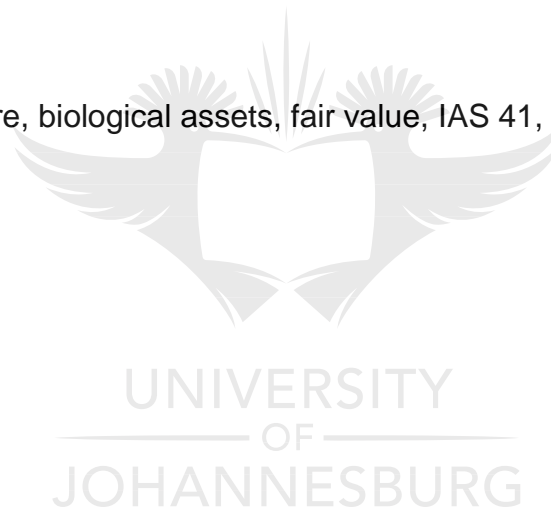 re, biological assets, fair value, IAS 41,
UNIVERSITY
OF
JOHANNESBURG